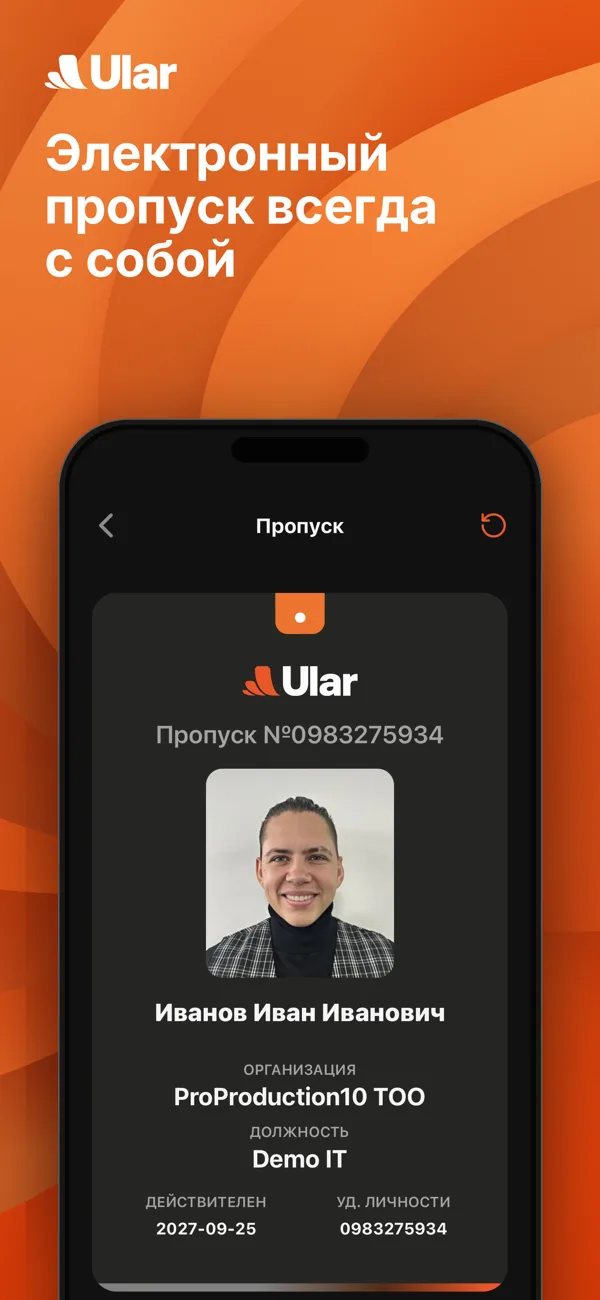 Ular
Электронный
пропуск всегда
с собой
Пропуск
Ular
Пропуск №0983275934
Иванов Иван Иванович
ОРГАНИЗАЦИЯ
ProProduction10 ТОО
ДОЛЖНОСТЬ
Demo IT
ДЕЙСТВИТЕЛЕН УД. ЛИЧНОСТИ
2027-09-25 0983275934